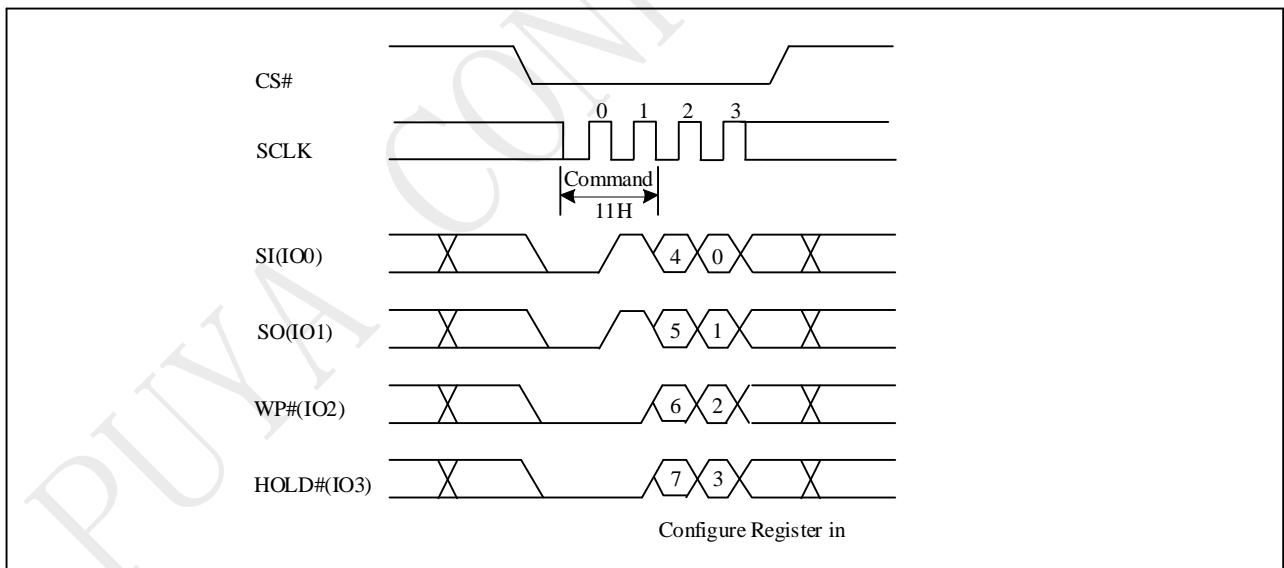 PUYA CONF
CS#
0 1 2 3
SCLK
Command
11H
SI(IO0) 4 0
SO(IO1) 5 1
WP#(IO2) 6 2
HOLD#(IO3) 7 3
Configure Register in